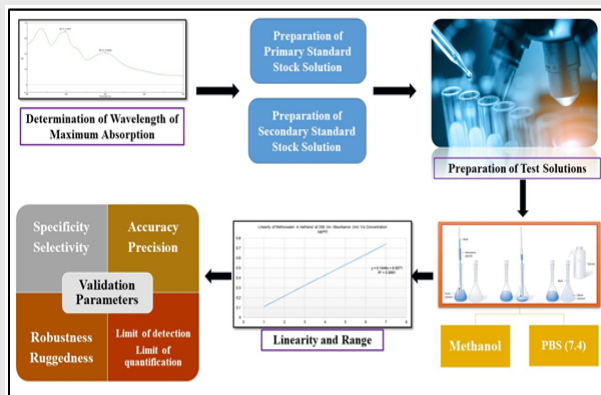 Determination of Wavelength of
Maximum Absorption
Preparation of
Primary Standard
Stock Solution
Preparation of
Secondary Standard
Stock Solution
Preparation of Test Solutions
Methanol
PBS (7.4)
Linearity and Range
Specificity
Selectivity
Accuracy
Precision
Validation
Parameters
Robustness
Ruggedness
Limit of detection
Limit of
quantification